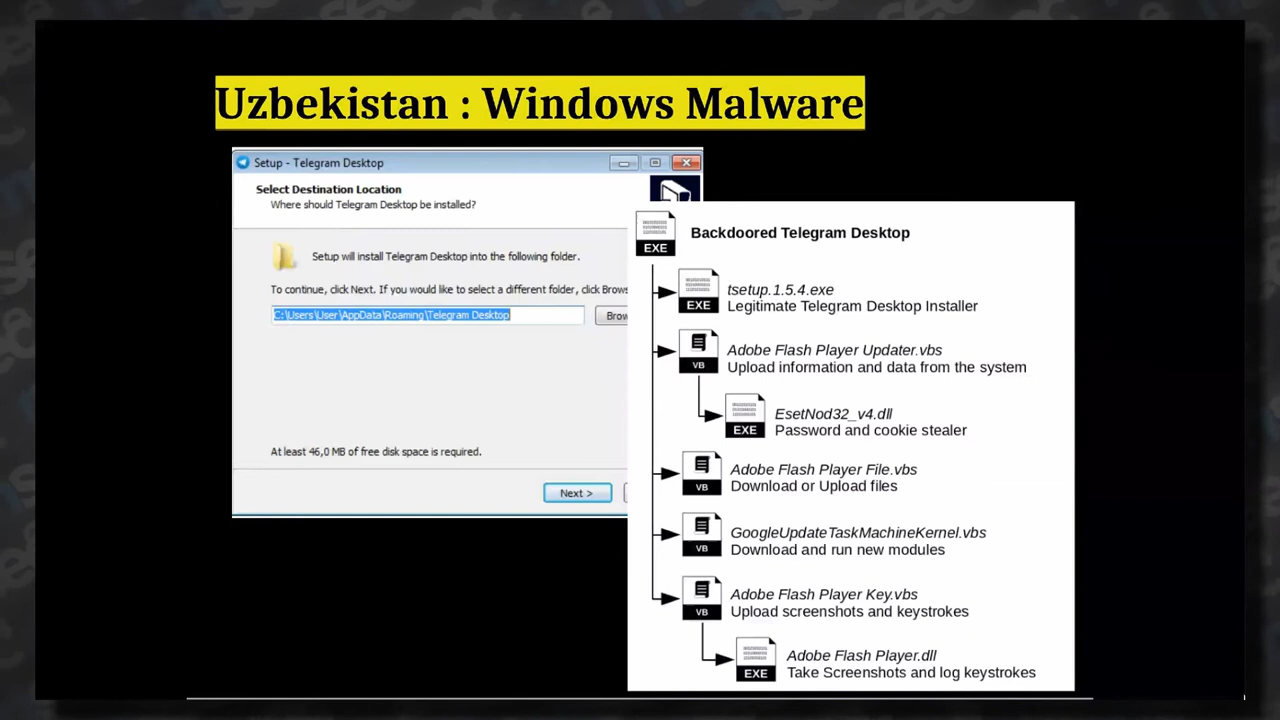 Uzbekistan : Windows Malware
Setup - Telegram Desktop
Select Destination Location
Where should Telegram Desktop be installed?
Setup will install Telegram Desktop into the following folder.
To continue, click Next. If you would like to select a different folder, click Brows
C:\Users\User\AppData\Roaming\Telegram Desktop
Brow
At least 46,0 MB of free disk space is required.
Next >
EXE
Backdoored Telegram Desktop
EXE
tsetup.1.5.4.exe
Legitimate Telegram Desktop Installer
VB
Adobe Flash Player Updater.vbs
Upload information and data from the system
EXE
EsetNod32_v4.dll
Password and cookie stealer
VB
Adobe Flash Player File.vbs
Download or Upload files
VB
GoogleUpdateTaskMachineKernel.vbs
Download and run new modules
VB
Adobe Flash Player Key.vbs
Upload screenshots and keystrokes
EXE
Adobe Flash Player.dll
Take Screenshots and log keystrokes